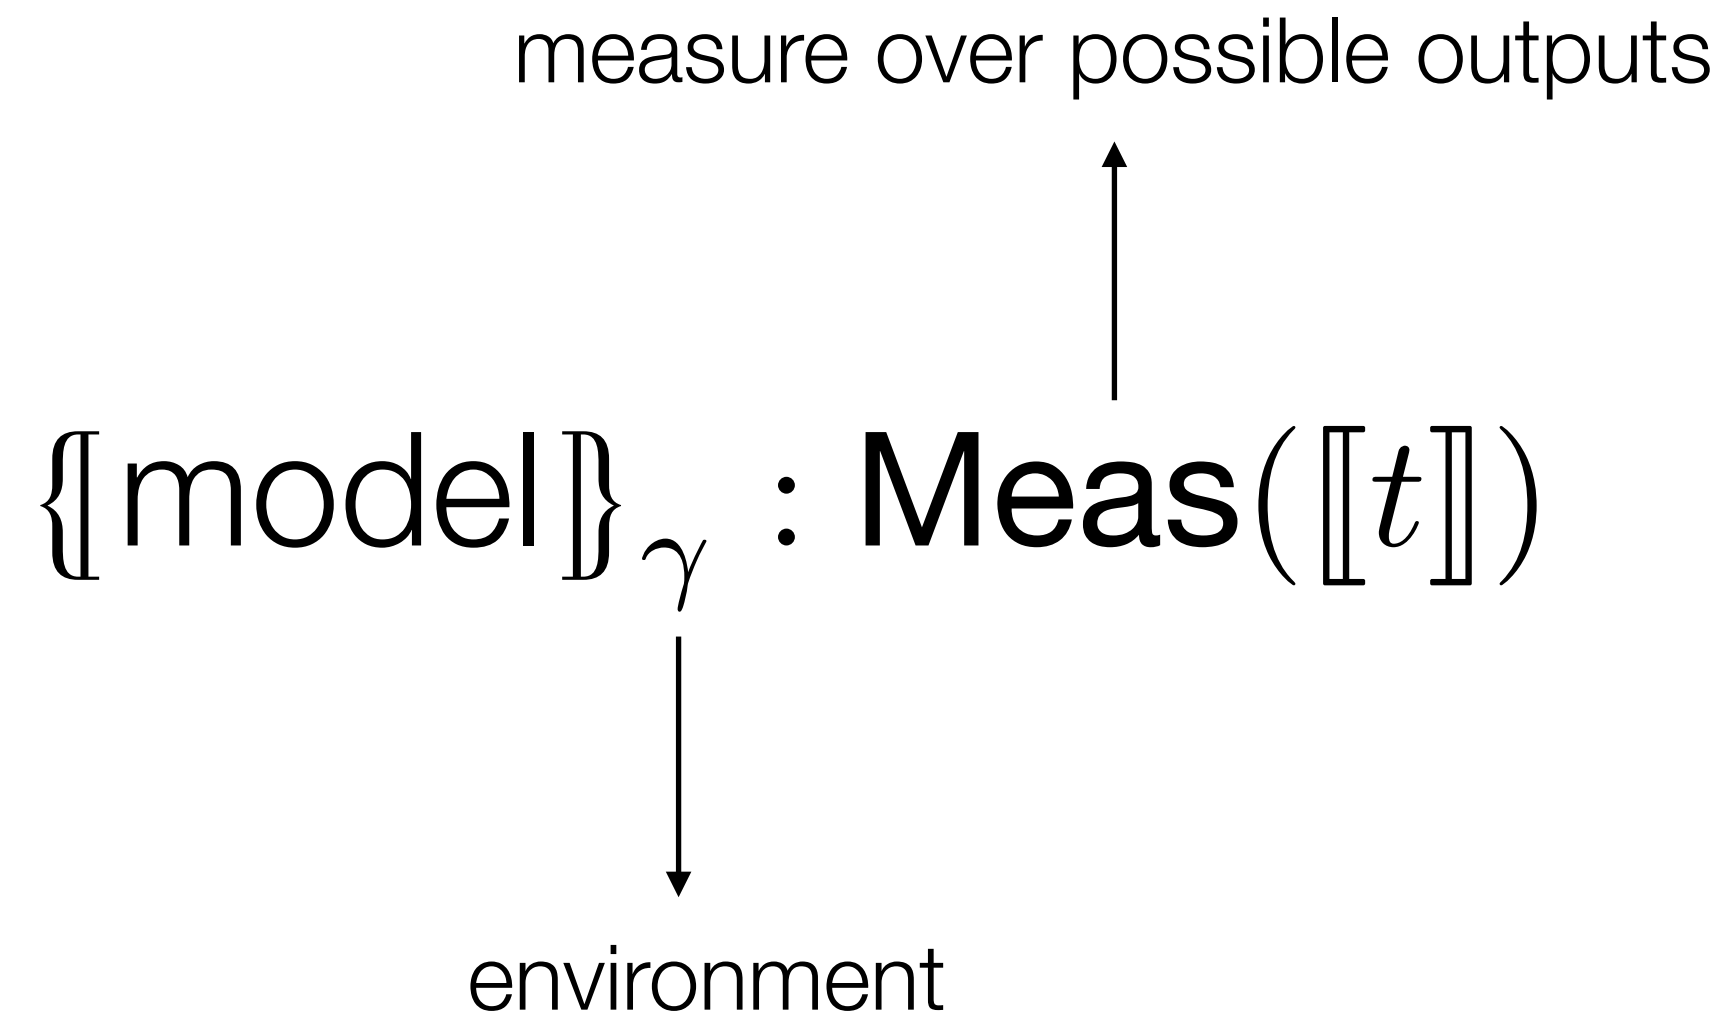 measure over possible outputs
{[model]}γ : Meas(⟦t⟧)
environment